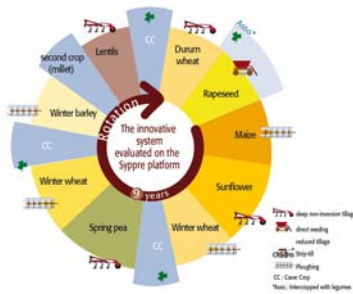 Asso*
CC
Durum
wheat
Rapeseed
Maize
Sunflower
Winter
wheat
CC
Spring pea
Winter wheat
CC
Winter barley
second crop
(millet)
Lentils
Rotation
9 years
The innovative
system
evaluated on the
Syppre platform
deep non-inversion tillage
direct seeding
reduced tillage
Strip-till
Ploughing
CC : Cover Crop
*Asso.: Intercropped with legumes